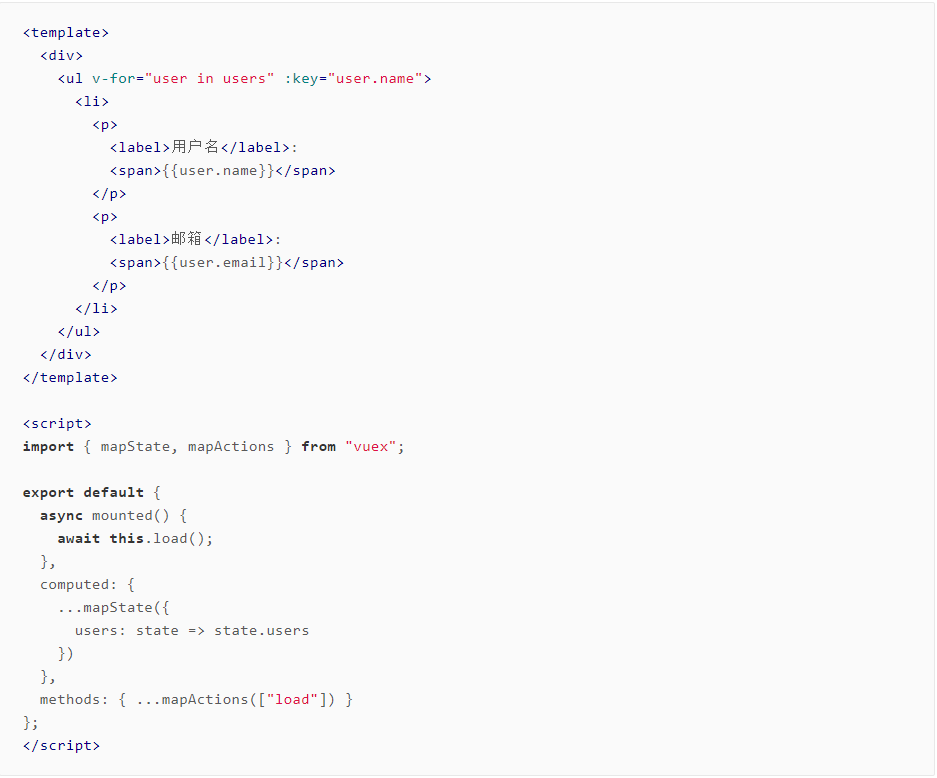 <template>
  <div>
    <ul v-for="user in users" :key="user.name">
      <li>
        <p>
          <label>用户名</label>:
          <span>{{user.name}}</span>
        </p>
        <p>
          <label>邮箱</label>:
          <span>{{user.email}}</span>
        </p>
      </li>
    </ul>
  </div>
</template>

<script>
import { mapState, mapActions } from "vuex";

export default {
  async mounted() {
    await this.load();
  },
  computed: {
    ...mapState({
      users: state => state.users
    })
  },
  methods: { ...mapActions(["load"]) }
};
</script>